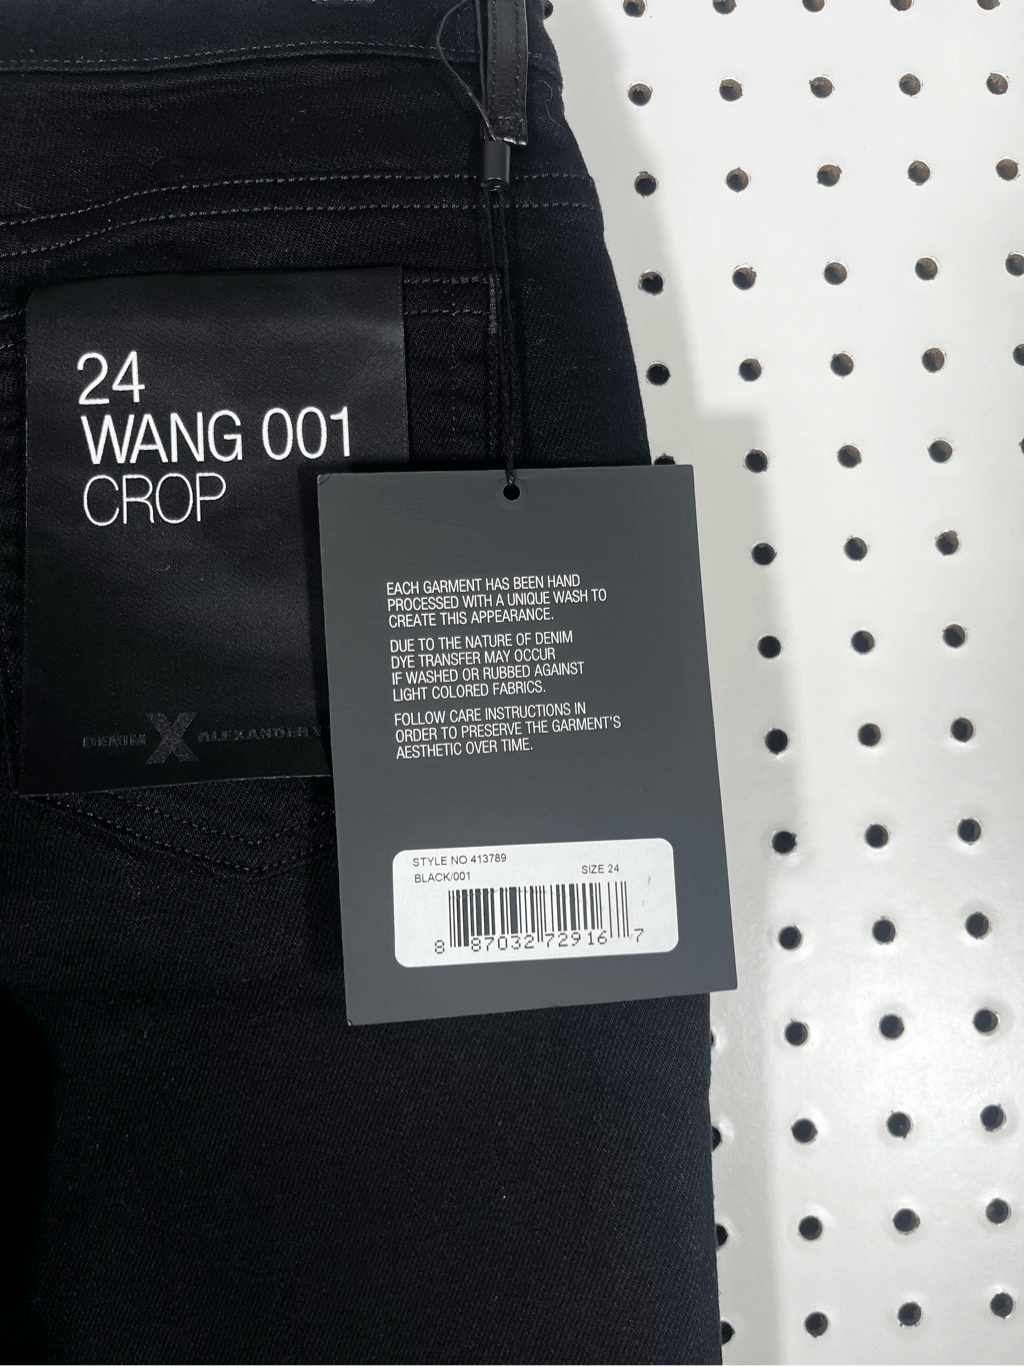 24
WANG 001
CROP
DENIM X ALEXANDER
EACH GARMENT HAS BEEN HAND
PROCESSED WITH A UNIQUE WASH TO
CREATE THIS APPEARANCE.
DUE TO THE NATURE OF DENIM
DYE TRANSFER MAY OCCUR
IF WASHED OR RUBBED AGAINST
LIGHT COLORED FABRICS.
FOLLOW CARE INSTRUCTIONS IN
ORDER TO PRESERVE THE GARMENT'S
AESTHETIC OVER TIME.
STYLE NO 413789
BLACK/001 SIZE 24
8 87032 72916 7